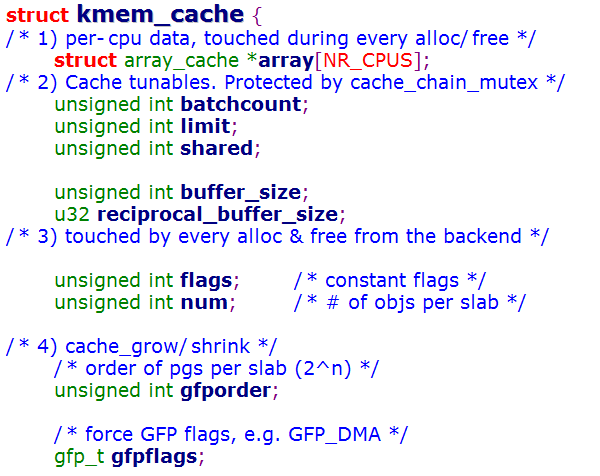 struct kmem_cache {
/* 1) per-cpu data, touched during every alloc/free */
struct array_cache *array[NR_CPUS];
/* 2) Cache tunables. Protected by cache_chain_mutex */
unsigned int batchcount;
unsigned int limit;
unsigned int shared;
unsigned int buffer_size;
u32 reciprocal_buffer_size;
/* 3) touched by every alloc & free from the backend */
unsigned int flags; /* constant flags */
unsigned int num; /* # of objs per slab */
/* 4) cache_grow/shrink */
/* order of pgs per slab (2^n) */
unsigned int gfporder;
/* force GFP flags, e.g. GFP_DMA */
gfp_t gfpflags;